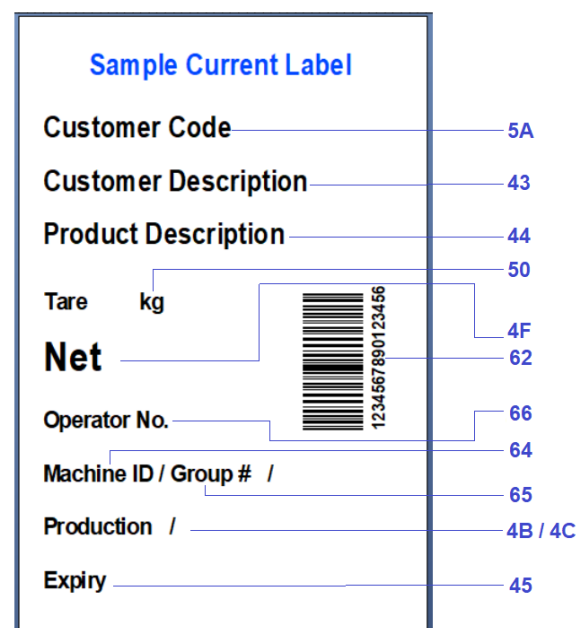 Sample Current Label
Customer Code 5A
Customer Description 43
Product Description 44
50
Tare kg
4F
Net
62
1234567890123456
Operator No. 66
64
Machine ID / Group # /
65
Production / 4B / 4C
Expiry 45